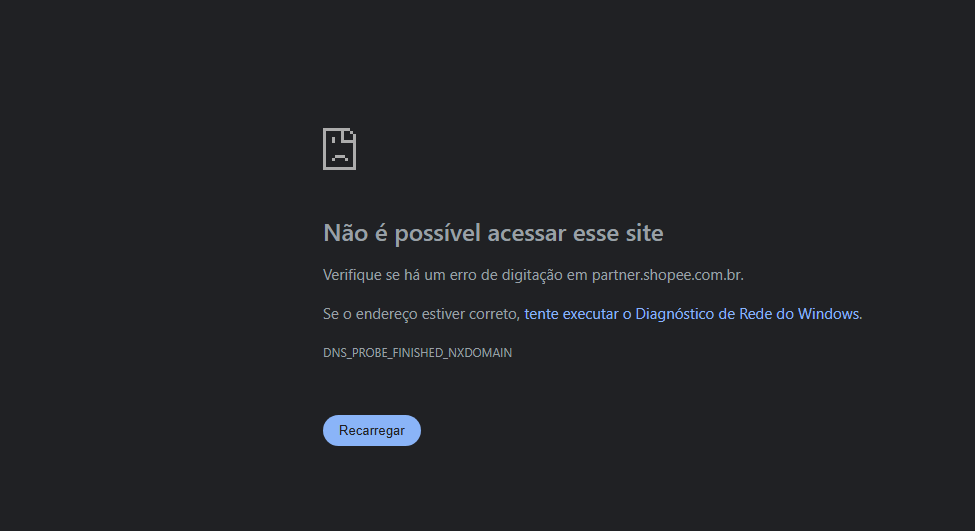 Não é possível acessar esse site
Verifique se há um erro de digitação em partner.shopee.com.br.
Se o endereço estiver correto, tente executar o Diagnóstico de Rede do Windows.
DNS_PROBE_FINISHED_NXDOMAIN
Recarregar